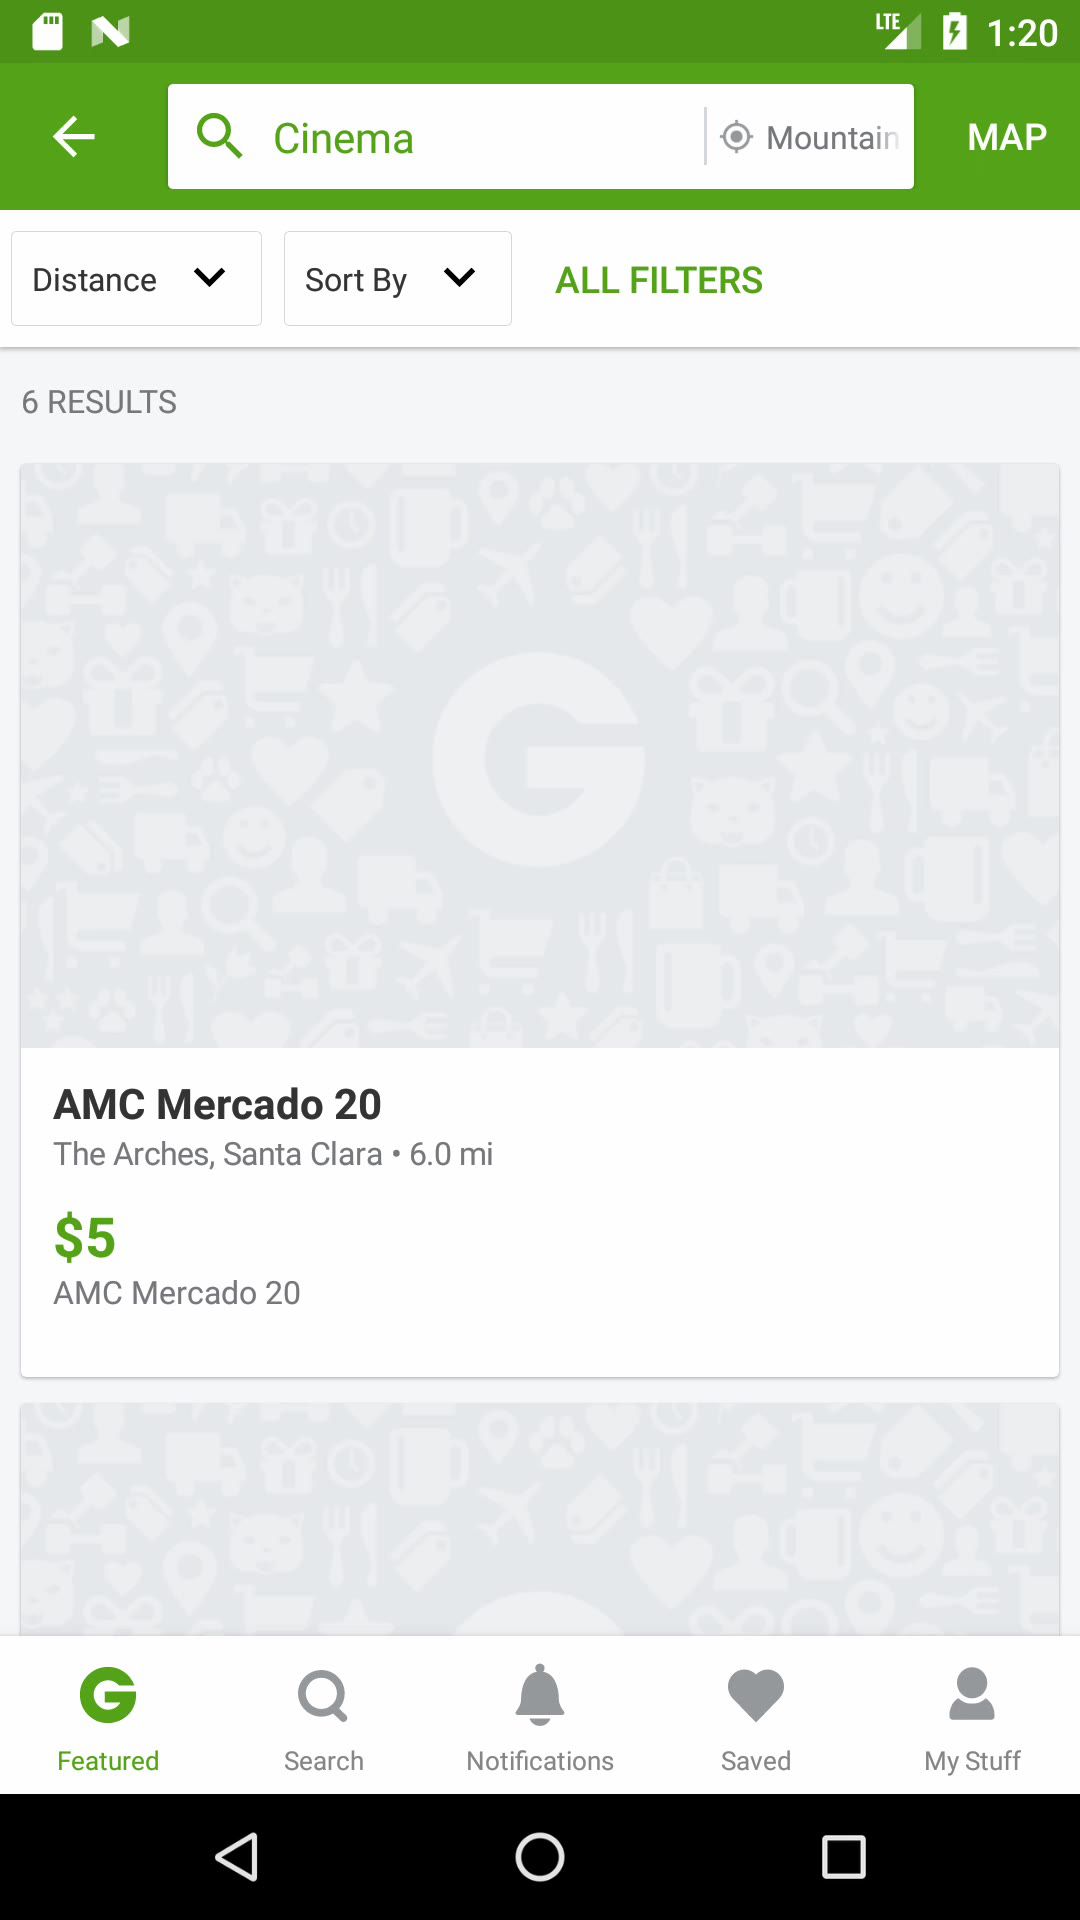 LTE 1:20
Cinema
Mountain
MAP
Distance
Sort By
ALL FILTERS
6 RESULTS
AMC Mercado 20
The Arches, Santa Clara • 6.0 mi
$5
AMC Mercado 20
Featured
Search
Notifications
Saved
My Stuff